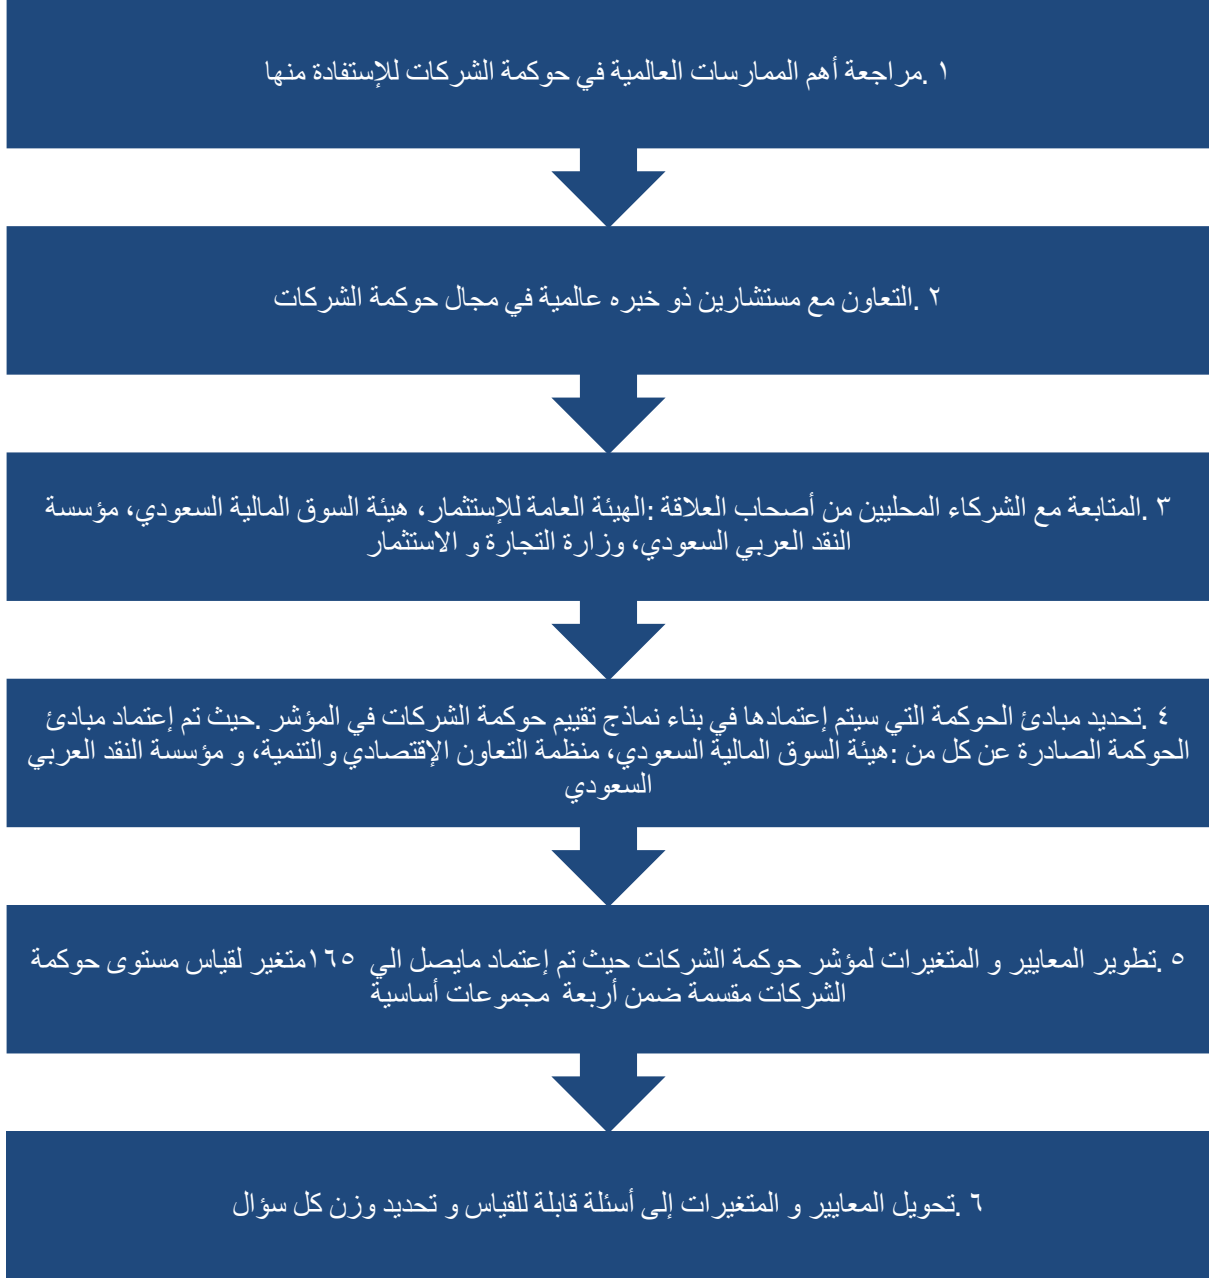 ١ .مراجعة أهم الممارسات العالمية في حوكمة الشركات للإستفادة منها
٢ .التعاون مع مستشارين ذو خبره عالمية في مجال حوكمة الشركات
٣ .المتابعة مع الشركاء المحليين من أصحاب العلاقة :الهيئة العامة للإستثمار، هيئة السوق المالية السعودي، مؤسسة
النقد العربي السعودي، وزارة التجارة و الاستثمار
٤ .تحديد مبادئ الحوكمة التي سيتم إعتمادها في بناء نماذج تقييم حوكمة الشركات في المؤشر .حيث تم إعتماد مبادئ
الحوكمة الصادرة عن كل من :هيئة السوق المالية السعودي، منظمة التعاون الإقتصادي والتنمية، و مؤسسة النقد العربي
السعودي
٥ .تطوير المعايير و المتغيرات لمؤشر حوكمة الشركات حيث تم إعتماد مايصل الي ١٦٥متغير لقياس مستوى حوكمة
الشركات مقسمة ضمن أربعة مجموعات أساسية
٦ .تحويل المعايير و المتغيرات إلى أسئلة قابلة للقياس و تحديد وزن كل سؤال